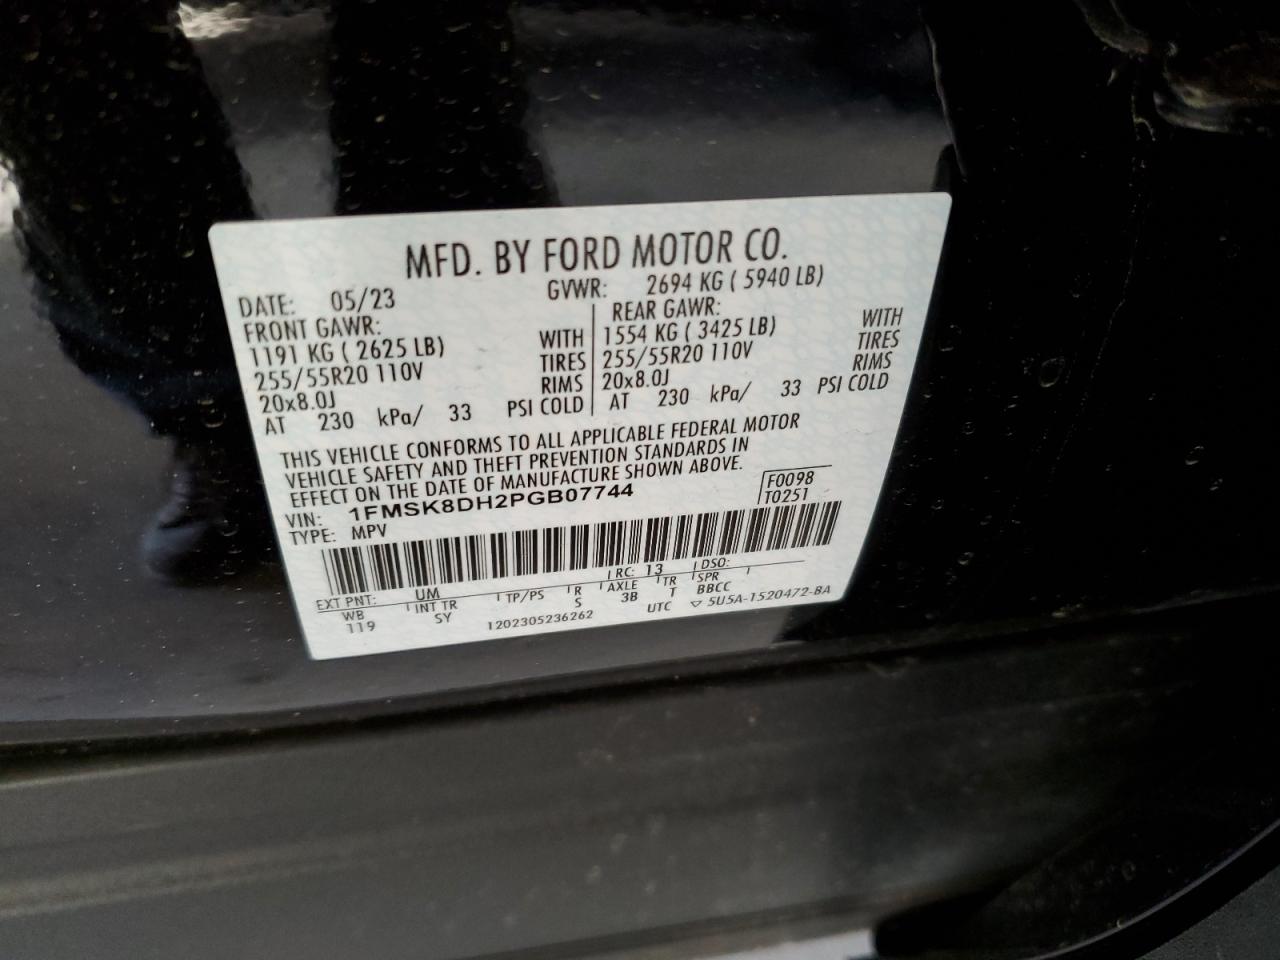 MFD. BY FORD MOTOR CO.
DATE: 05/23 GVWR: 2694 KG ( 5940 LB)
FRONT GAWR: REAR GAWR:
1191 KG ( 2625 LB) WITH 1554 KG ( 3425 LB) WITH
255/55R20 110V TIRES 255/55R20 110V TIRES
20x8.0J RIMS 20x8.0J RIMS
AT 230 kPa/ 33 PSI COLD AT 230 kPa/ 33 PSI COLD
THIS VEHICLE CONFORMS TO ALL APPLICABLE FEDERAL MOTOR
VEHICLE SAFETY AND THEFT PREVENTION STANDARDS IN
EFFECT ON THE DATE OF MANUFACTURE SHOWN ABOVE.
VIN: 1FMSK8DH2PGB07744 F0098
TYPE: MPV T0251
EXT PNT: UM RC: 13 DSO:
WB INT TR TP/PS R AXLE TR SPR
119 SY S 3B T BBCC
1202305236262 UTC ▽ 5U5A-1520472-BA